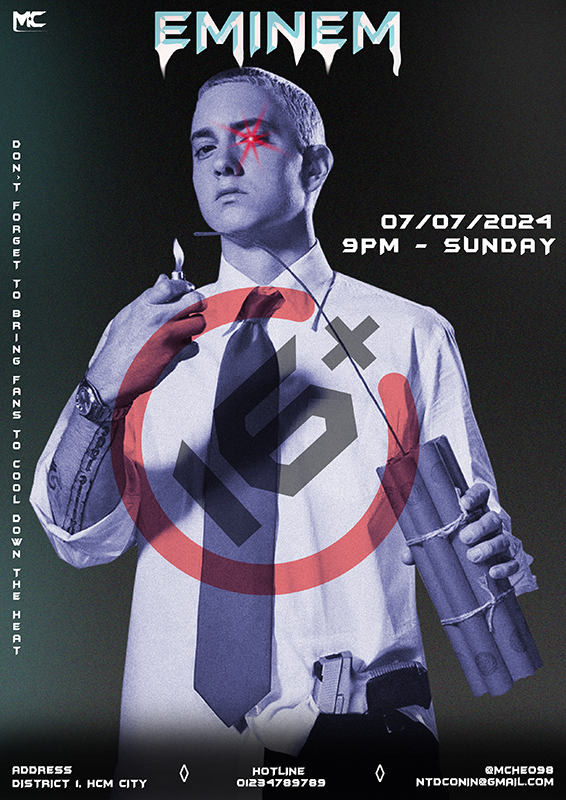 MC
EMINEM
07/07/2024
9PM - SUNDAY
DON'T FORGET TO BRING FANS TO COOL DOWN THE HEAT
16+
ADDRESS
DISTRICT 1, HCM CITY
HOTLINE
01234789789
@MCHEO98
NTDCONIN@GMAIL.COM